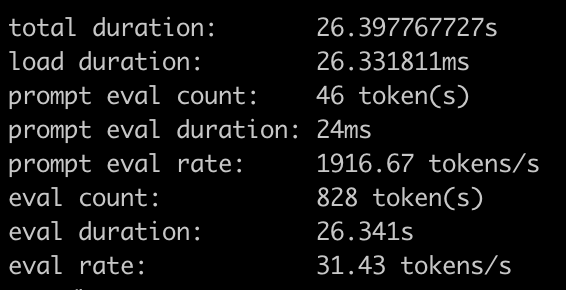 total duration:       26.397767727s
load duration:        26.331811ms
prompt eval count:    46 token(s)
prompt eval duration: 24ms
prompt eval rate:     1916.67 tokens/s
eval count:           828 token(s)
eval duration:        26.341s
eval rate:            31.43 tokens/s